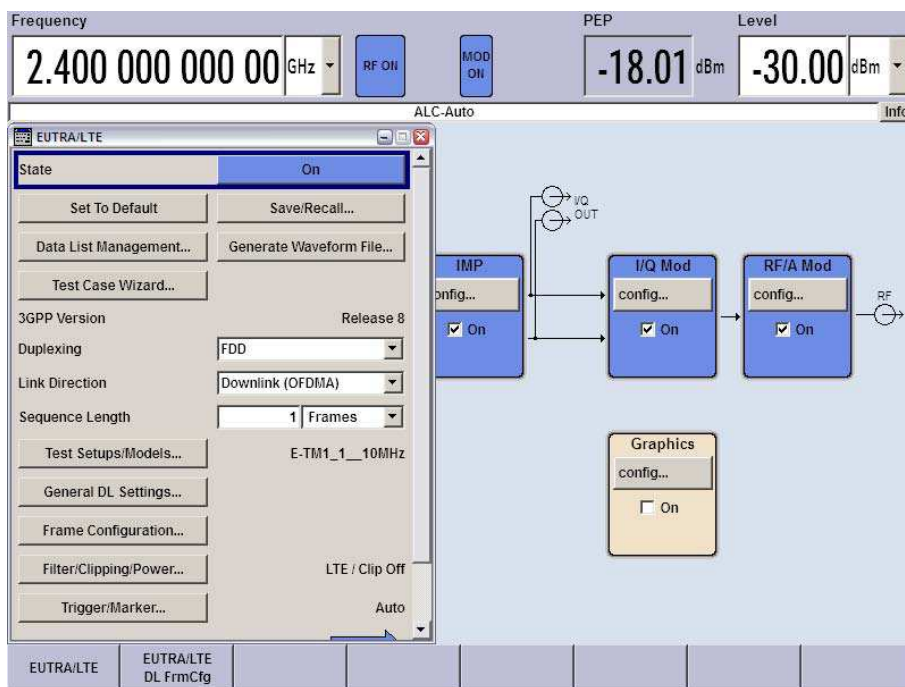 Frequency PEP Level
2.400 000 000 00 GHz RF ON MOD ON -18.01 dBm -30.00 dBm
ALC-Auto Info
EUTRA/LTE
State On
Set To Default Save/Recall...
Data List Management... Generate Waveform File...
Test Case Wizard...
3GPP Version Release 8
Duplexing FDD
Link Direction Downlink (OFDMA)
Sequence Length 1 Frames
Test Setups/Models... E-TM1_1__10MHz
General DL Settings...
Frame Configuration...
Filter/Clipping/Power... LTE / Clip Off
Trigger/Marker... Auto
I/Q
OUT
IMP
onfig...
On
I/Q Mod
config...
On
RF/A Mod
config...
On
RF
Graphics
config...
On
EUTRA/LTE
EUTRA/LTE
DL FrmCfg